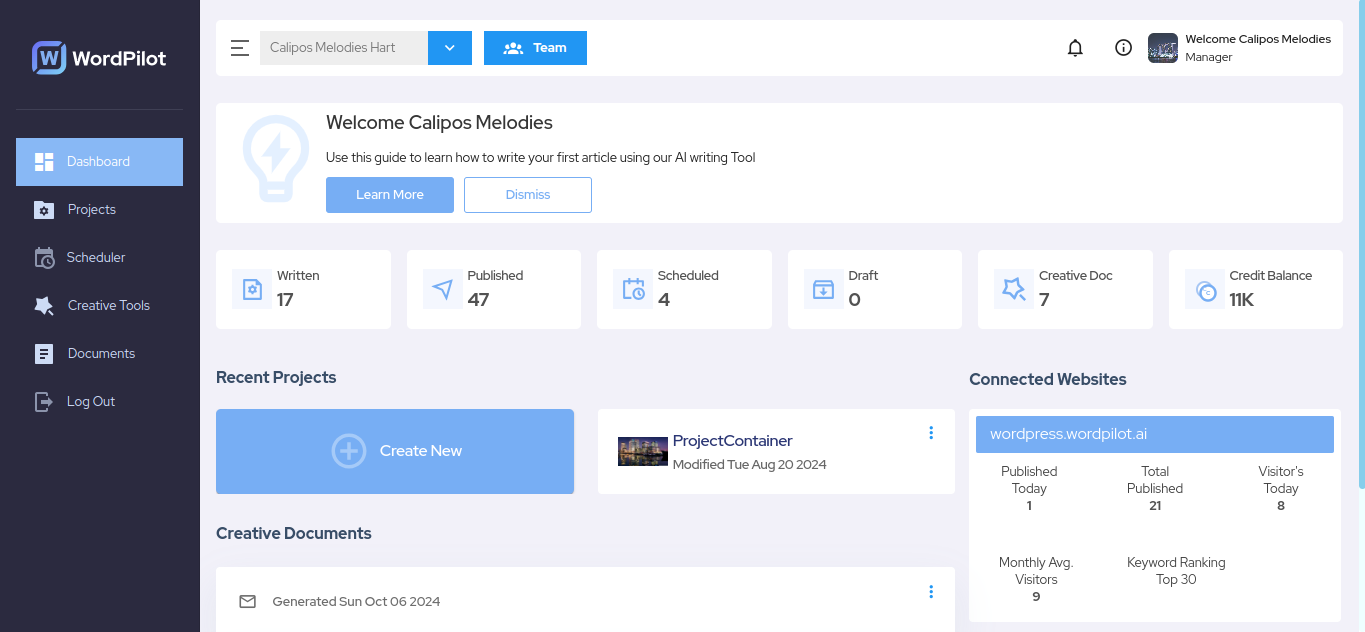 WordPilot
Dashboard
Projects
Scheduler
Creative Tools
Documents
Log Out
Calipos Melodies Hart
Team
Welcome Calipos Melodies
Manager
Welcome Calipos Melodies
Use this guide to learn how to write your first article using our AI writing Tool
Learn More
Dismiss
Written
17
Published
47
Scheduled
4
Draft
0
Creative Doc
7
Credit Balance
11K
Recent Projects
Create New
ProjectContainer
Modified Tue Aug 20 2024
Creative Documents
Generated Sun Oct 06 2024
Connected Websites
wordpress.wordpilot.ai
Published
Today
1
Total
Published
21
Visitor's
Today
8
Monthly Avg.
Visitors
9
Keyword Ranking
Top 30